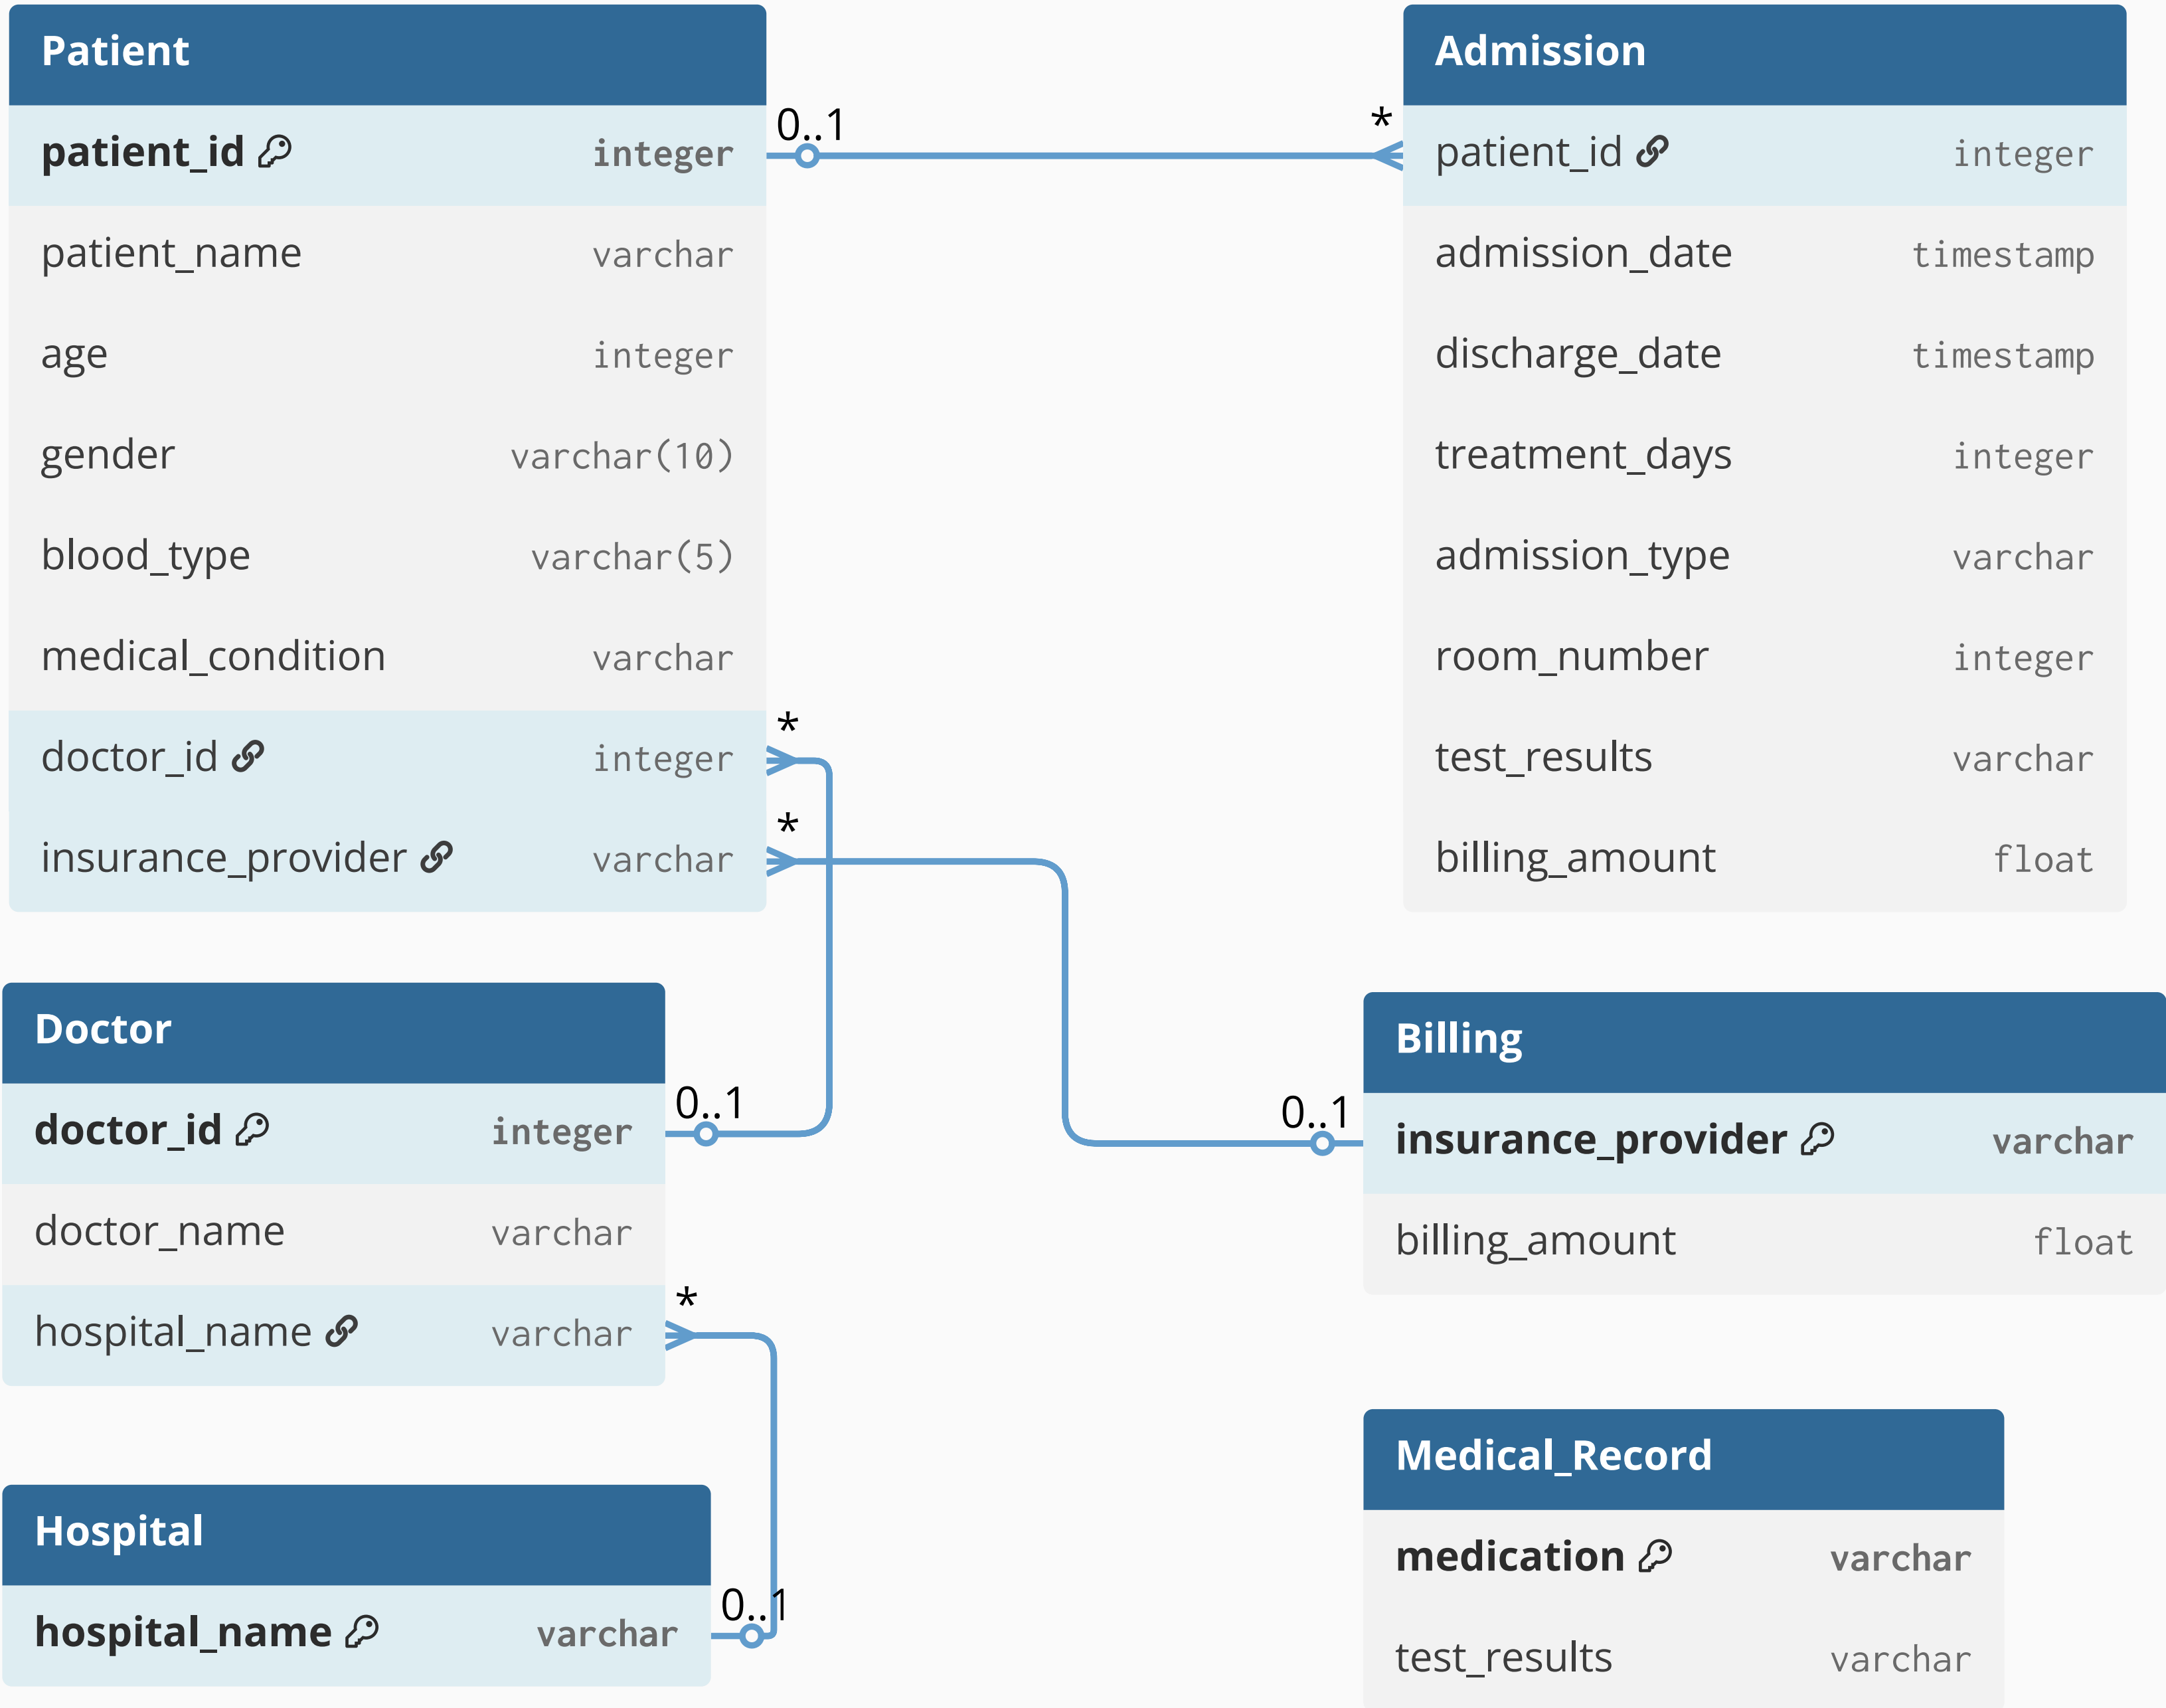 Patient
patient_id integer
patient_name varchar
age integer
gender varchar(10)
blood_type varchar(5)
medical_condition varchar
doctor_id integer
insurance_provider varchar
0..1
*
*
*
Admission
patient_id integer
admission_date timestamp
discharge_date timestamp
treatment_days integer
admission_type varchar
room_number integer
test_results varchar
billing_amount float
Doctor
doctor_id integer
doctor_name varchar
hospital_name varchar
0..1
*
0..1
Billing
insurance_provider varchar
billing_amount float
Hospital
hospital_name varchar
0..1
Medical_Record
medication varchar
test_results varchar